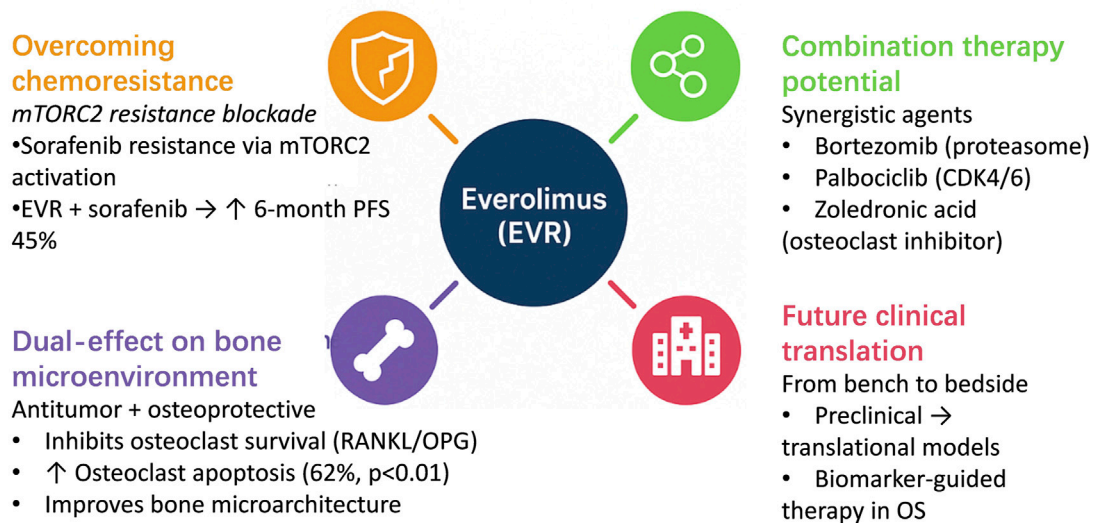 Overcoming
chemoresistance
mTORC2 resistance blockade
•Sorafenib resistance via mTORC2
activation
•EVR + sorafenib → ↑ 6-month PFS
45%
Combination therapy
potential
Synergistic agents
• Bortezomib (proteasome)
• Palbociclib (CDK4/6)
• Zoledronic acid
(osteoclast inhibitor)
Everolimus
(EVR)
Dual-effect on bone
microenvironment
Antitumor + osteoprotective
• Inhibits osteoclast survival (RANKL/OPG)
• ↑ Osteoclast apoptosis (62%, p<0.01)
• Improves bone microarchitecture
Future clinical
translation
From bench to bedside
• Preclinical →
translational models
• Biomarker-guided
therapy in OS